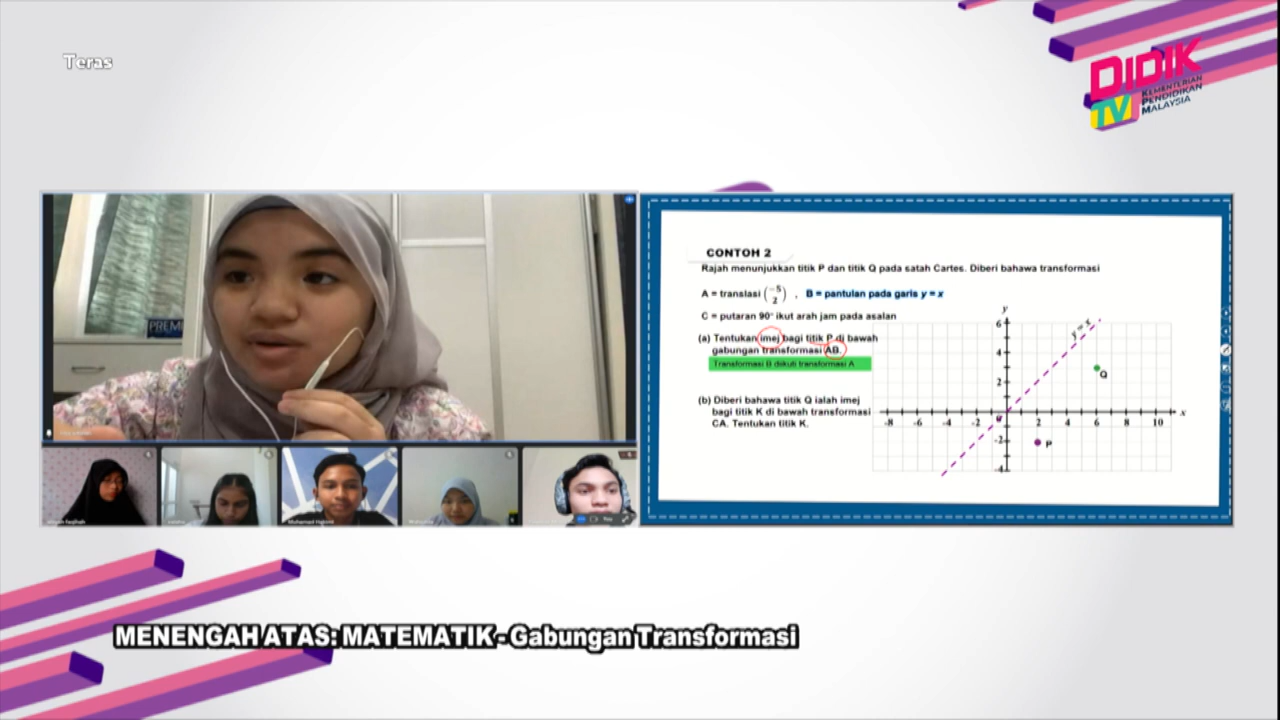 Teras
DIDIK
TV
KEMENTERIAN
PENDIDIKAN
MALAYSIA
PREMI
CONTOH 2
Rajah menunjukkan titik P dan titik Q pada satah Cartes. Diberi bahawa transformasi
A = translasi (-5 2) , B = pantulan pada garis y = x
C = putaran 90° ikut arah jam pada asalan
(a) Tentukan imej bagi titik P di bawah
gabungan transformasi AB.
Transformasi B diikuti transformasi A
(b) Diberi bahawa titik Q ialah imej
bagi titik K di bawah transformasi
CA. Tentukan titik K.
y
y = x
6
4
Q
2
x
-8 -6 -4 -2 2 4 6 8 10
-2
P
-4
MENENGAH ATAS: MATEMATIK - Gabungan Transformasi